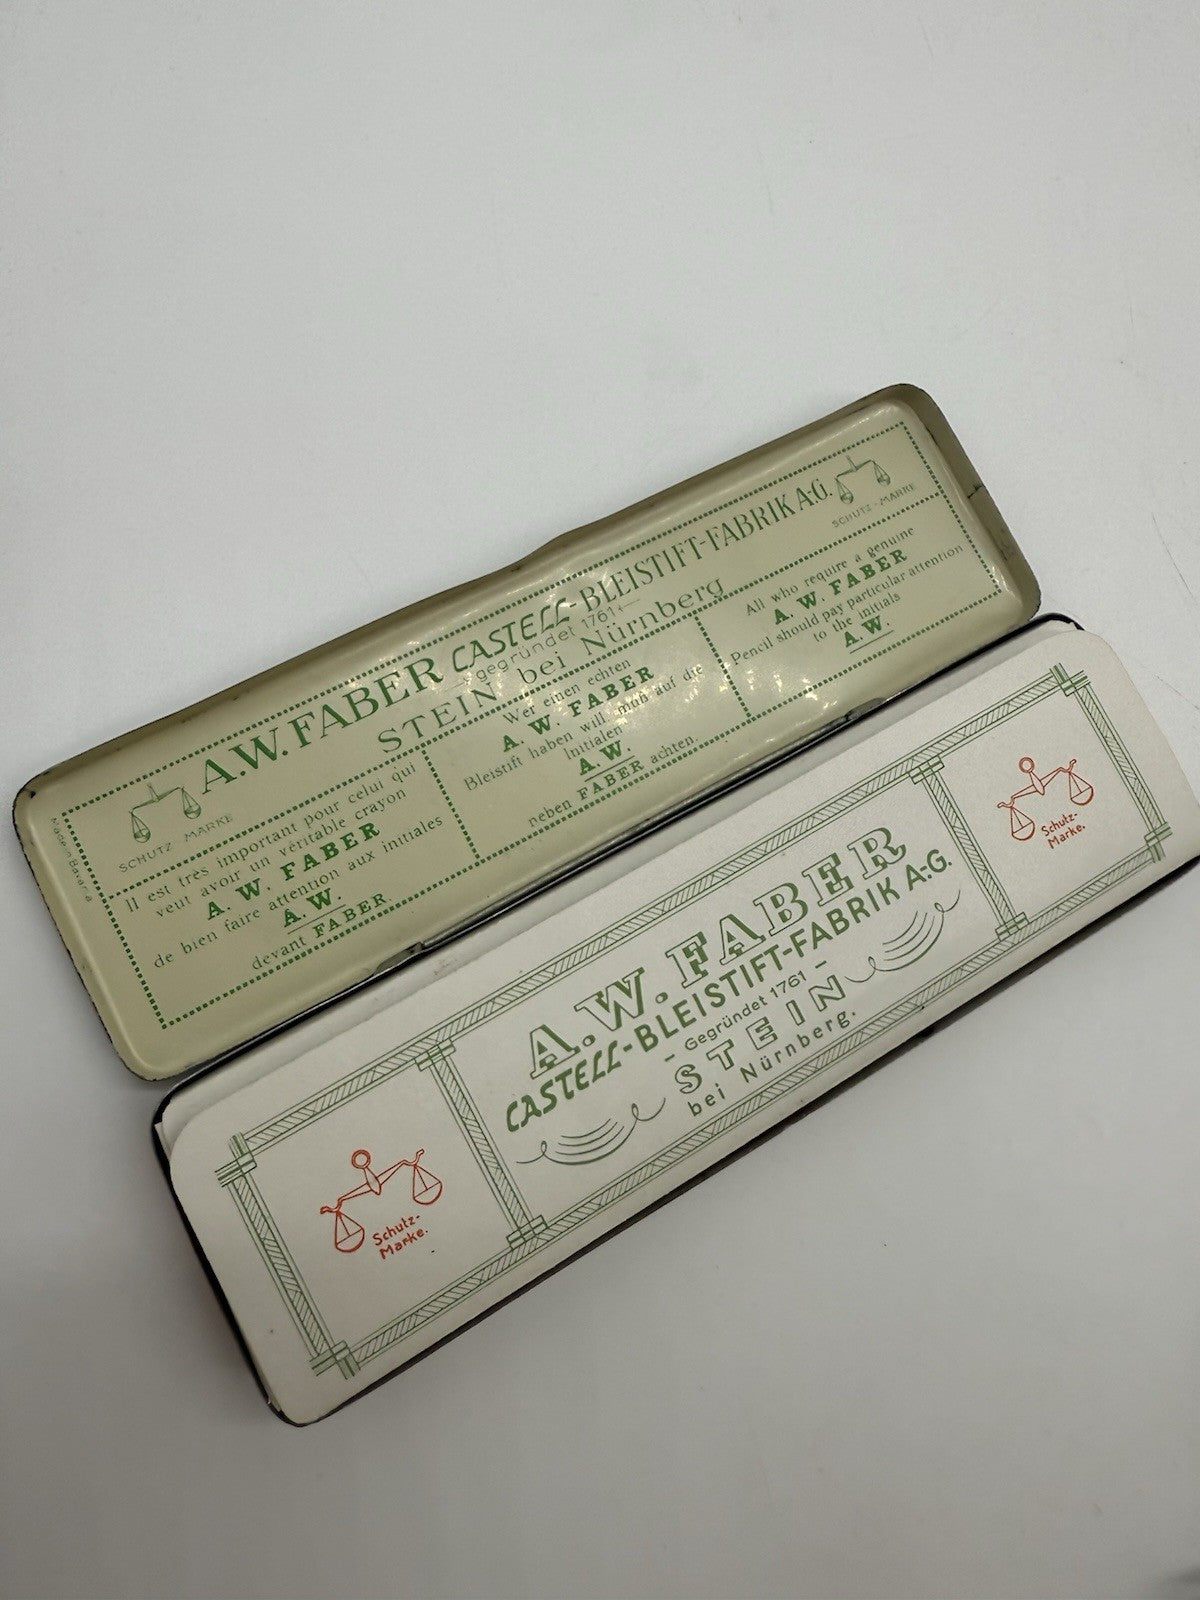 A.W. FABER CASTELL-BLEISTIFT-FABRIK A.G.
gegründet 1761
STEIN bei Nürnberg
SCHUTZ MARKE
SCHUTZ-MARKE
Made in Bavaria
Il est très important pour celui qui
veut avoir un véritable crayon
A. W. FABER
de bien faire attention aux initiales
A.W.
devant FABER.
Wer einen echten
A. W. FABER
Bleistift haben will, muß auf die
Initialen
A.W.
neben FABER achten.
All who require a genuine
A. W. FABER
Pencil should pay particular attention
to the initials
A.W.
A.W. FABER
CASTELL-BLEISTIFT-FABRIK A-G.
- Gegründet 1761 -
STEIN
bei Nürnberg.
Schutz-
Marke.
Schutz-
Marke.